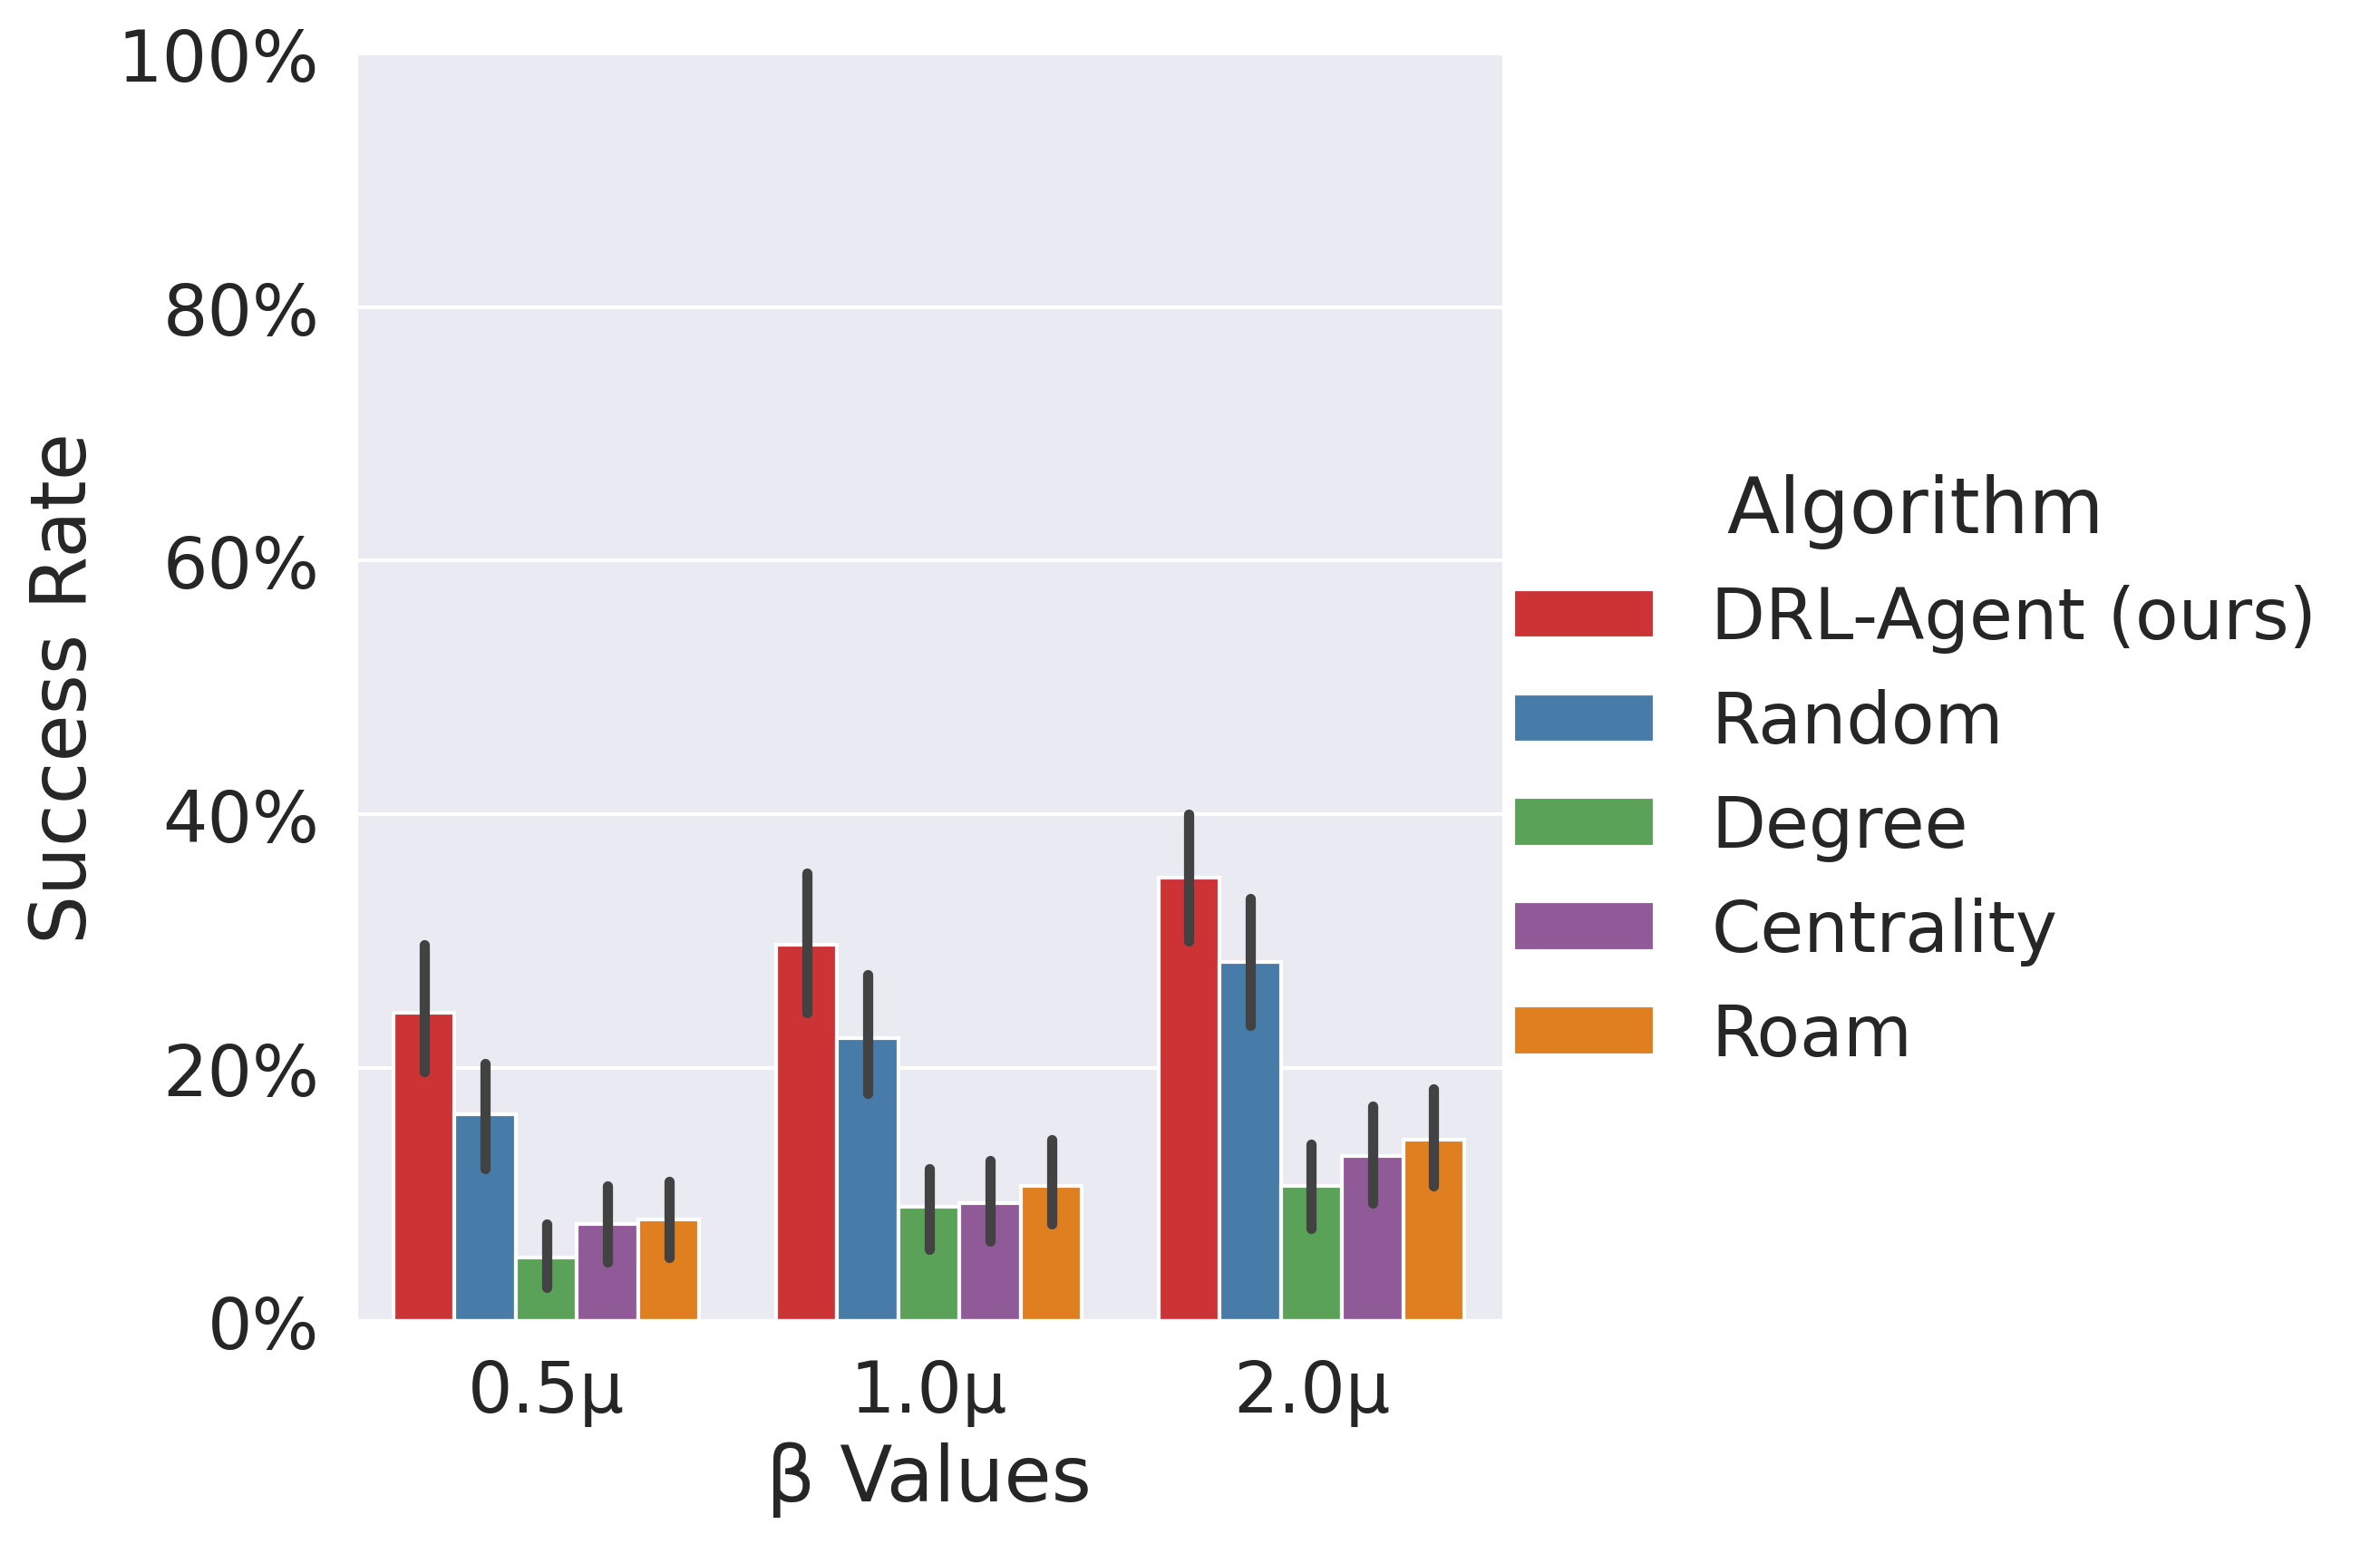 100%
80%
60%
40%
20%
0%
Success Rate
0.5μ 1.0μ 2.0μ
β Values
Algorithm
DRL-Agent (ours)
Random
Degree
Centrality
Roam